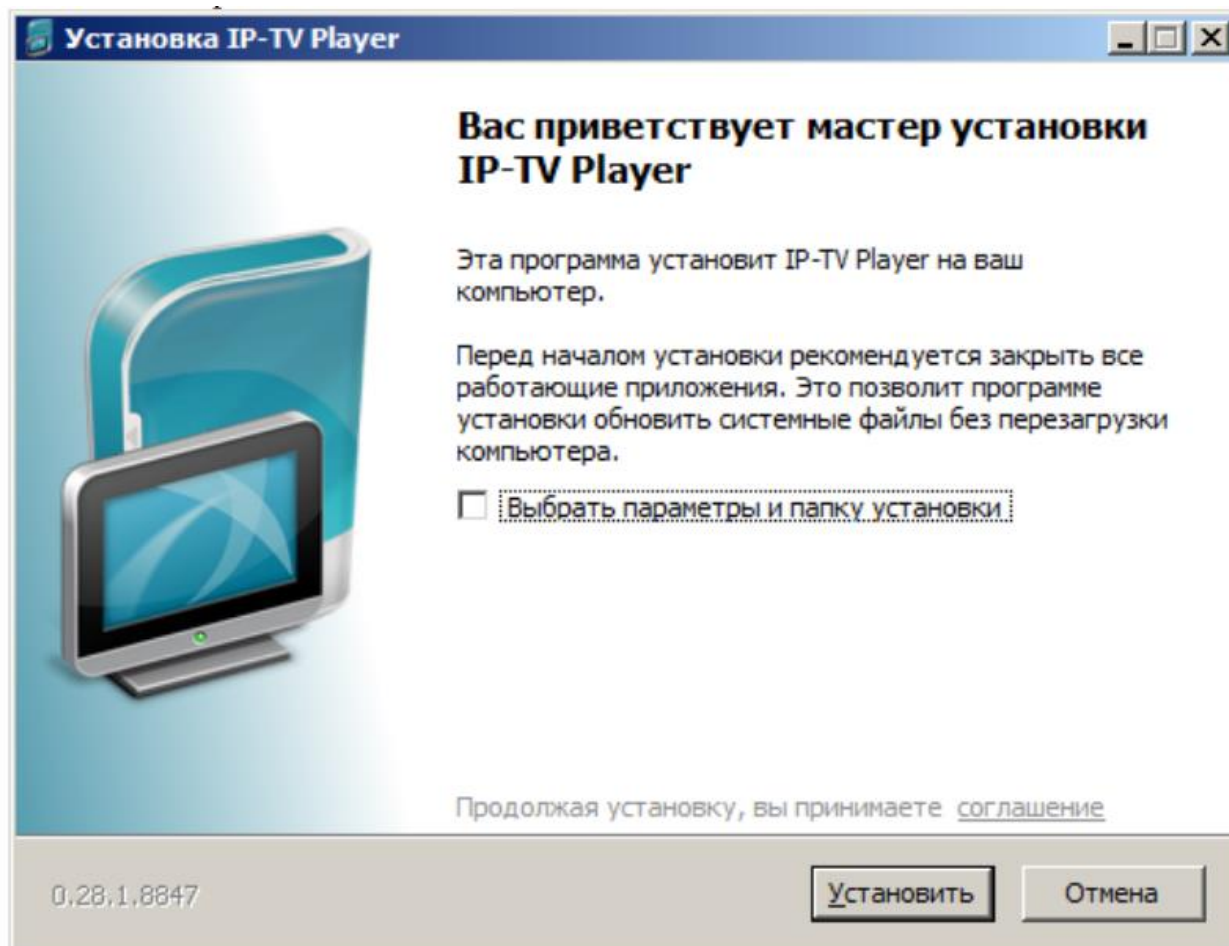 Установка IP-TV Player
Вас приветствует мастер установки
IP-TV Player
Эта программа установит IP-TV Player на ваш
компьютер.
Перед началом установки рекомендуется закрыть все
работающие приложения. Это позволит программе
установки обновить системные файлы без перезагрузки
компьютера.
Выбрать параметры и папку установки
Продолжая установку, вы принимаете соглашение
0.28.1.8847
Установить Отмена